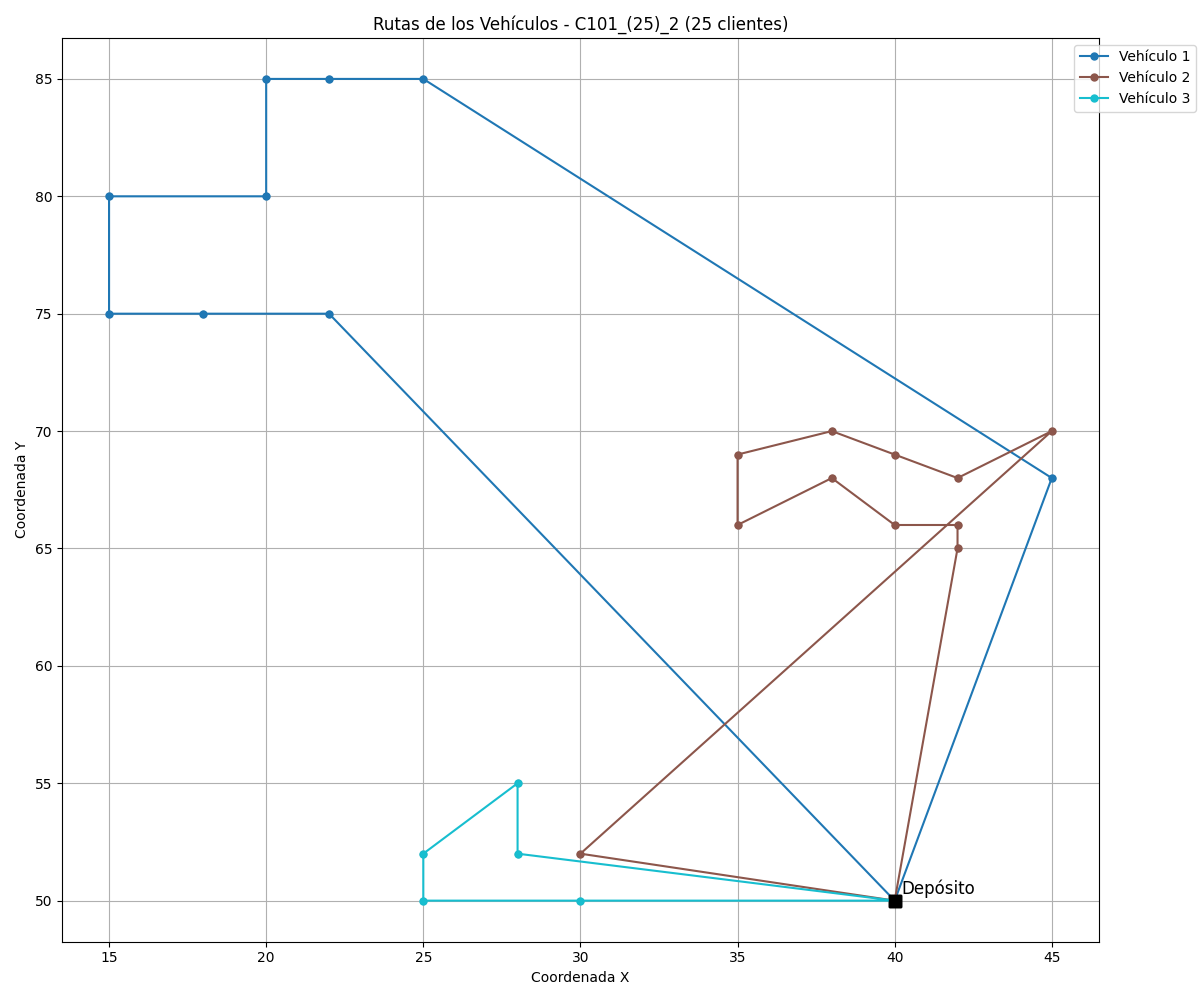 Rutas de los Vehículos - C101_(25)_2 (25 clientes)
Vehículo 1
Vehículo 2
Vehículo 3
85
80
75
70
65
60
55
50
Coordenada Y
Depósito
15 20 25 30 35 40 45
Coordenada X